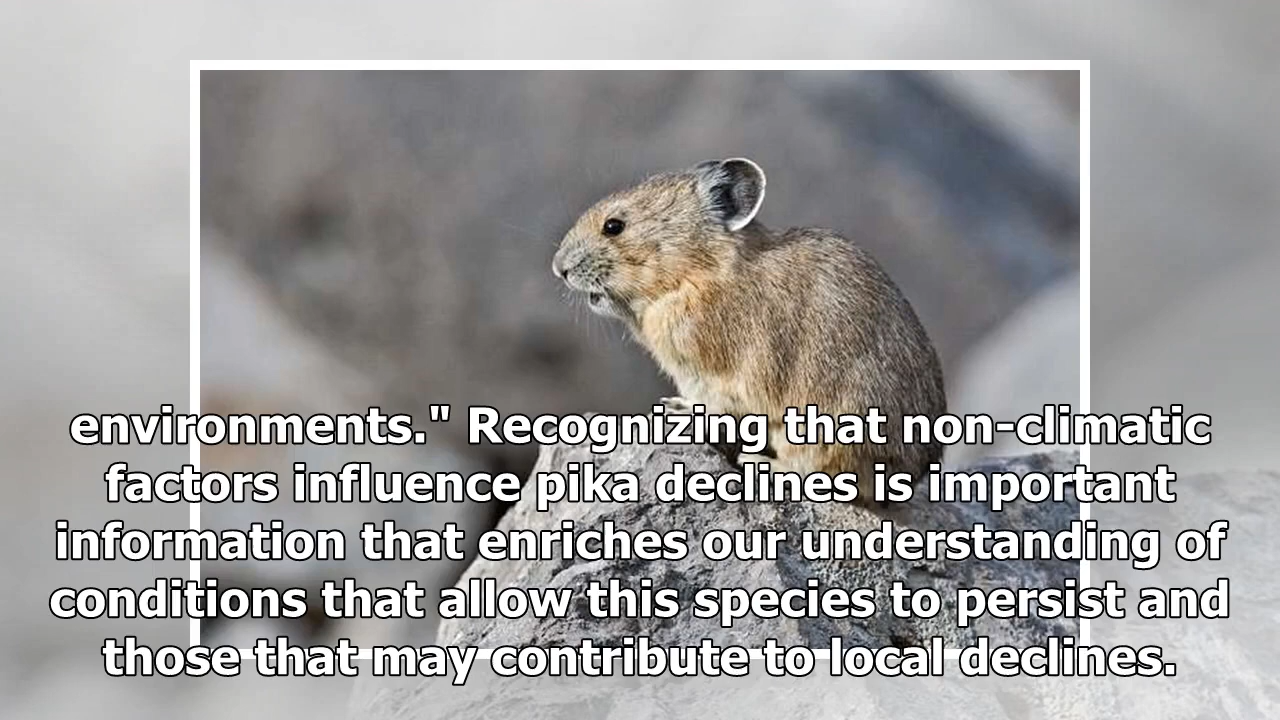 environments." Recognizing that non-climatic
factors influence pika declines is important
information that enriches our understanding of
conditions that allow this species to persist and
those that may contribute to local declines.